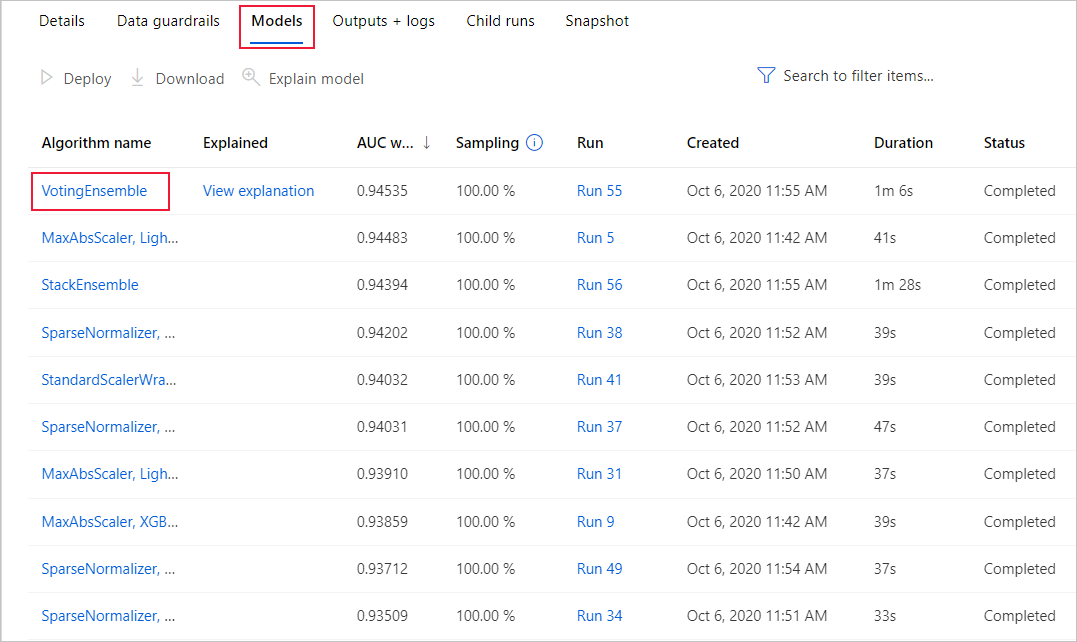 Details Data guardrails Models Outputs + logs Child runs Snapshot
Deploy Download Explain model Search to filter items...
Algorithm name Explained AUC w... ↓ Sampling Run Created Duration Status
VotingEnsemble View explanation 0.94535 100.00 % Run 55 Oct 6, 2020 11:55 AM 1m 6s Completed
MaxAbsScaler, Ligh... 0.94483 100.00 % Run 5 Oct 6, 2020 11:42 AM 41s Completed
StackEnsemble 0.94394 100.00 % Run 56 Oct 6, 2020 11:55 AM 1m 28s Completed
SparseNormalizer, ... 0.94202 100.00 % Run 38 Oct 6, 2020 11:52 AM 39s Completed
StandardScalerWra... 0.94032 100.00 % Run 41 Oct 6, 2020 11:53 AM 39s Completed
SparseNormalizer, ... 0.94031 100.00 % Run 37 Oct 6, 2020 11:52 AM 47s Completed
MaxAbsScaler, Ligh... 0.93910 100.00 % Run 31 Oct 6, 2020 11:50 AM 37s Completed
MaxAbsScaler, XGB... 0.93859 100.00 % Run 9 Oct 6, 2020 11:42 AM 39s Completed
SparseNormalizer, ... 0.93712 100.00 % Run 49 Oct 6, 2020 11:54 AM 37s Completed
SparseNormalizer, ... 0.93509 100.00 % Run 34 Oct 6, 2020 11:51 AM 33s Completed